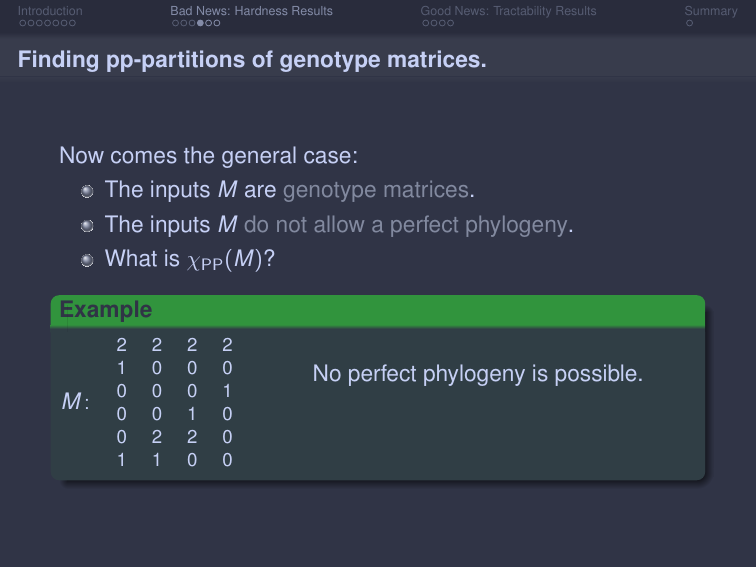 Introduction Bad News: Hardness Results Good News: Tractability Results Summary
Finding pp-partitions of genotype matrices.
Now comes the general case:
The inputs M are genotype matrices.
The inputs M do not allow a perfect phylogeny.
What is χPP(M)?
Example
2 2 2 2
1 0 0 0
0 0 0 1
M: 
0 0 1 0
0 2 2 0
1 1 0 0
No perfect phylogeny is possible.